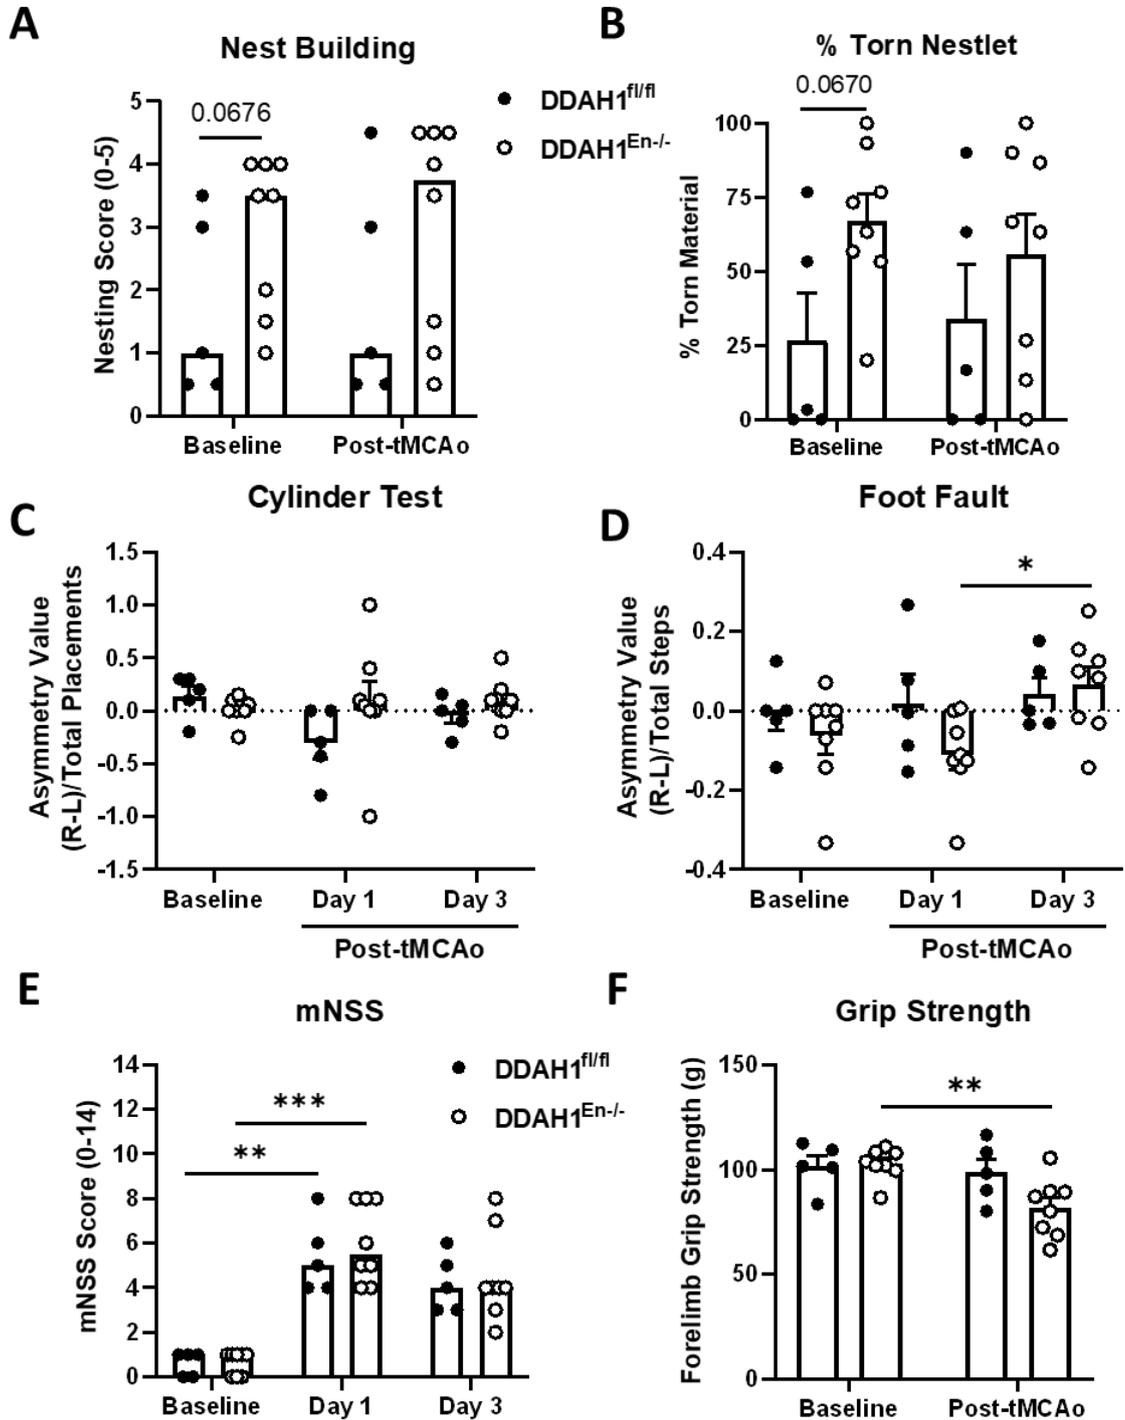 A
Nest Building
0.0676
Nesting Score (0-5)
5
4
3
2
1
0
Baseline
Post-tMCAo
DDAH1fl/fl
DDAH1En-/-
B
% Torn Nestlet
0.0670
% Torn Material
100
75
50
25
0
Baseline
Post-tMCAo
C
Cylinder Test
Asymmetry Value
(R-L)/Total Placements
1.5
1.0
0.5
0.0
-0.5
-1.0
-1.5
Baseline
Day 1
Day 3
Post-tMCAo
D
Foot Fault
*
Asymmetry Value
(R-L)/Total Steps
0.4
0.2
0.0
-0.2
-0.4
Baseline
Day 1
Day 3
Post-tMCAo
E
mNSS
DDAH1fl/fl
DDAH1En-/-
***
**
mNSS Score (0-14)
14
12
10
8
6
4
2
0
Baseline
Day 1
Day 3
F
Grip Strength
**
Forelimb Grip Strength (g)
150
100
50
0
Baseline
Post-tMCAo